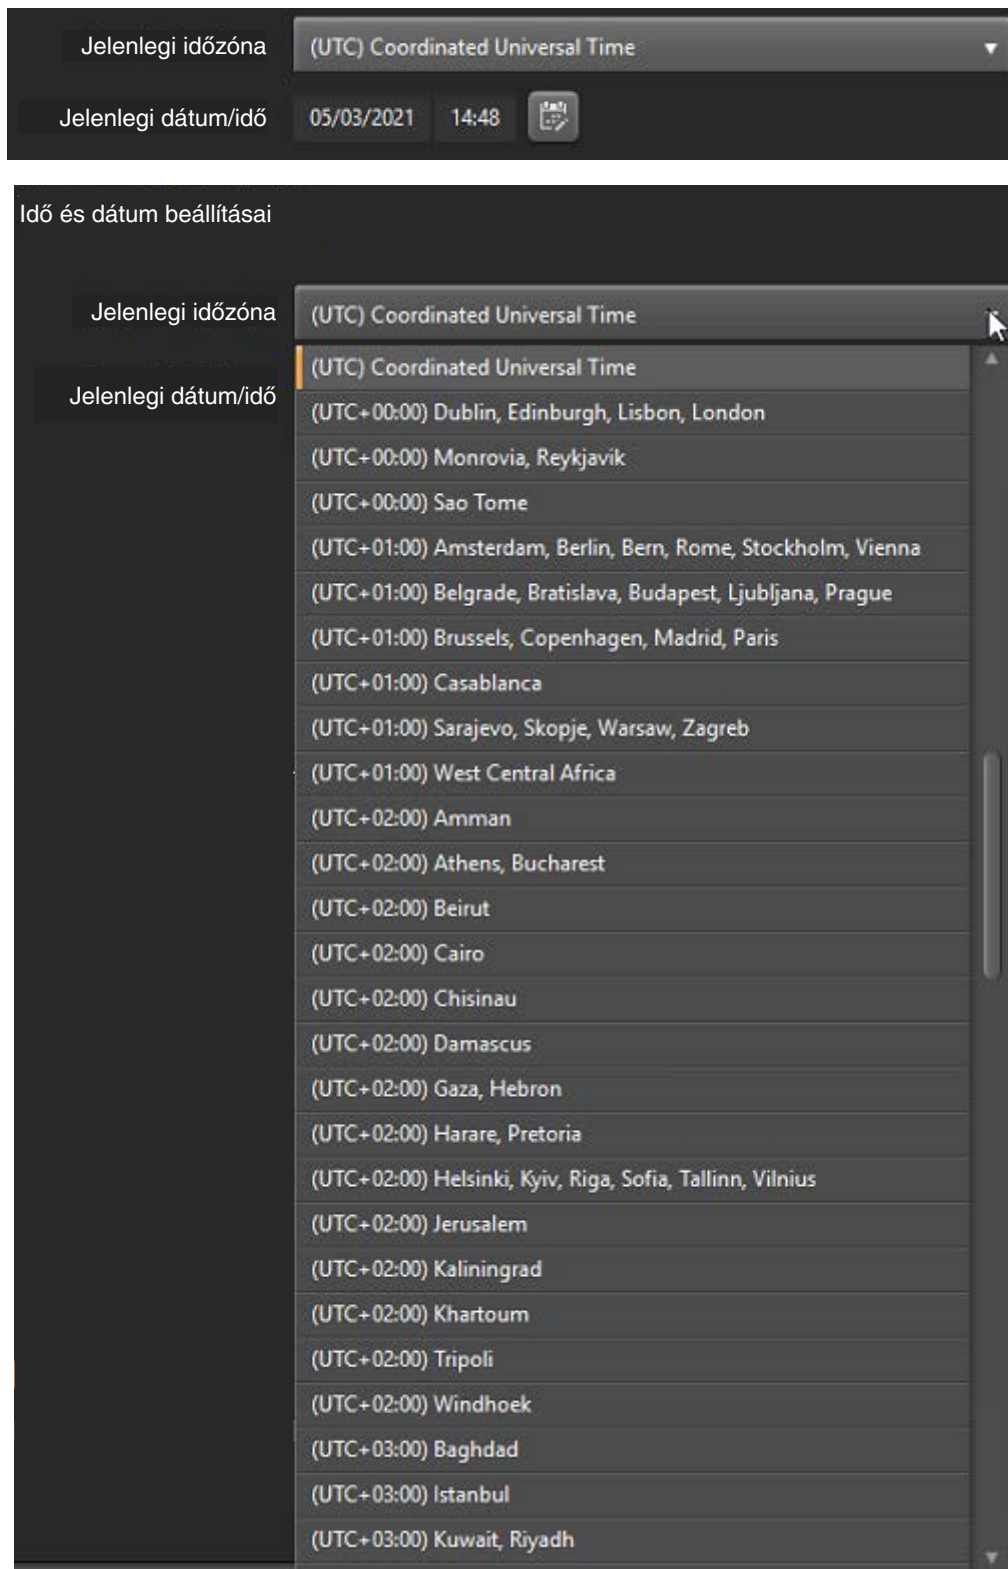 Jelenlegi időzóna (UTC) Coordinated Universal Time
Jelenlegi dátum/idő 05/03/2021 14:48
Idő és dátum beállításai
Jelenlegi időzóna (UTC) Coordinated Universal Time
(UTC) Coordinated Universal Time
Jelenlegi dátum/idő
(UTC+00:00) Dublin, Edinburgh, Lisbon, London
(UTC+00:00) Monrovia, Reykjavik
(UTC+00:00) Sao Tome
(UTC+01:00) Amsterdam, Berlin, Bern, Rome, Stockholm, Vienna
(UTC+01:00) Belgrade, Bratislava, Budapest, Ljubljana, Prague
(UTC+01:00) Brussels, Copenhagen, Madrid, Paris
(UTC+01:00) Casablanca
(UTC+01:00) Sarajevo, Skopje, Warsaw, Zagreb
(UTC+01:00) West Central Africa
(UTC+02:00) Amman
(UTC+02:00) Athens, Bucharest
(UTC+02:00) Beirut
(UTC+02:00) Cairo
(UTC+02:00) Chisinau
(UTC+02:00) Damascus
(UTC+02:00) Gaza, Hebron
(UTC+02:00) Harare, Pretoria
(UTC+02:00) Helsinki, Kyiv, Riga, Sofia, Tallinn, Vilnius
(UTC+02:00) Jerusalem
(UTC+02:00) Kaliningrad
(UTC+02:00) Khartoum
(UTC+02:00) Tripoli
(UTC+02:00) Windhoek
(UTC+03:00) Baghdad
(UTC+03:00) Istanbul
(UTC+03:00) Kuwait, Riyadh